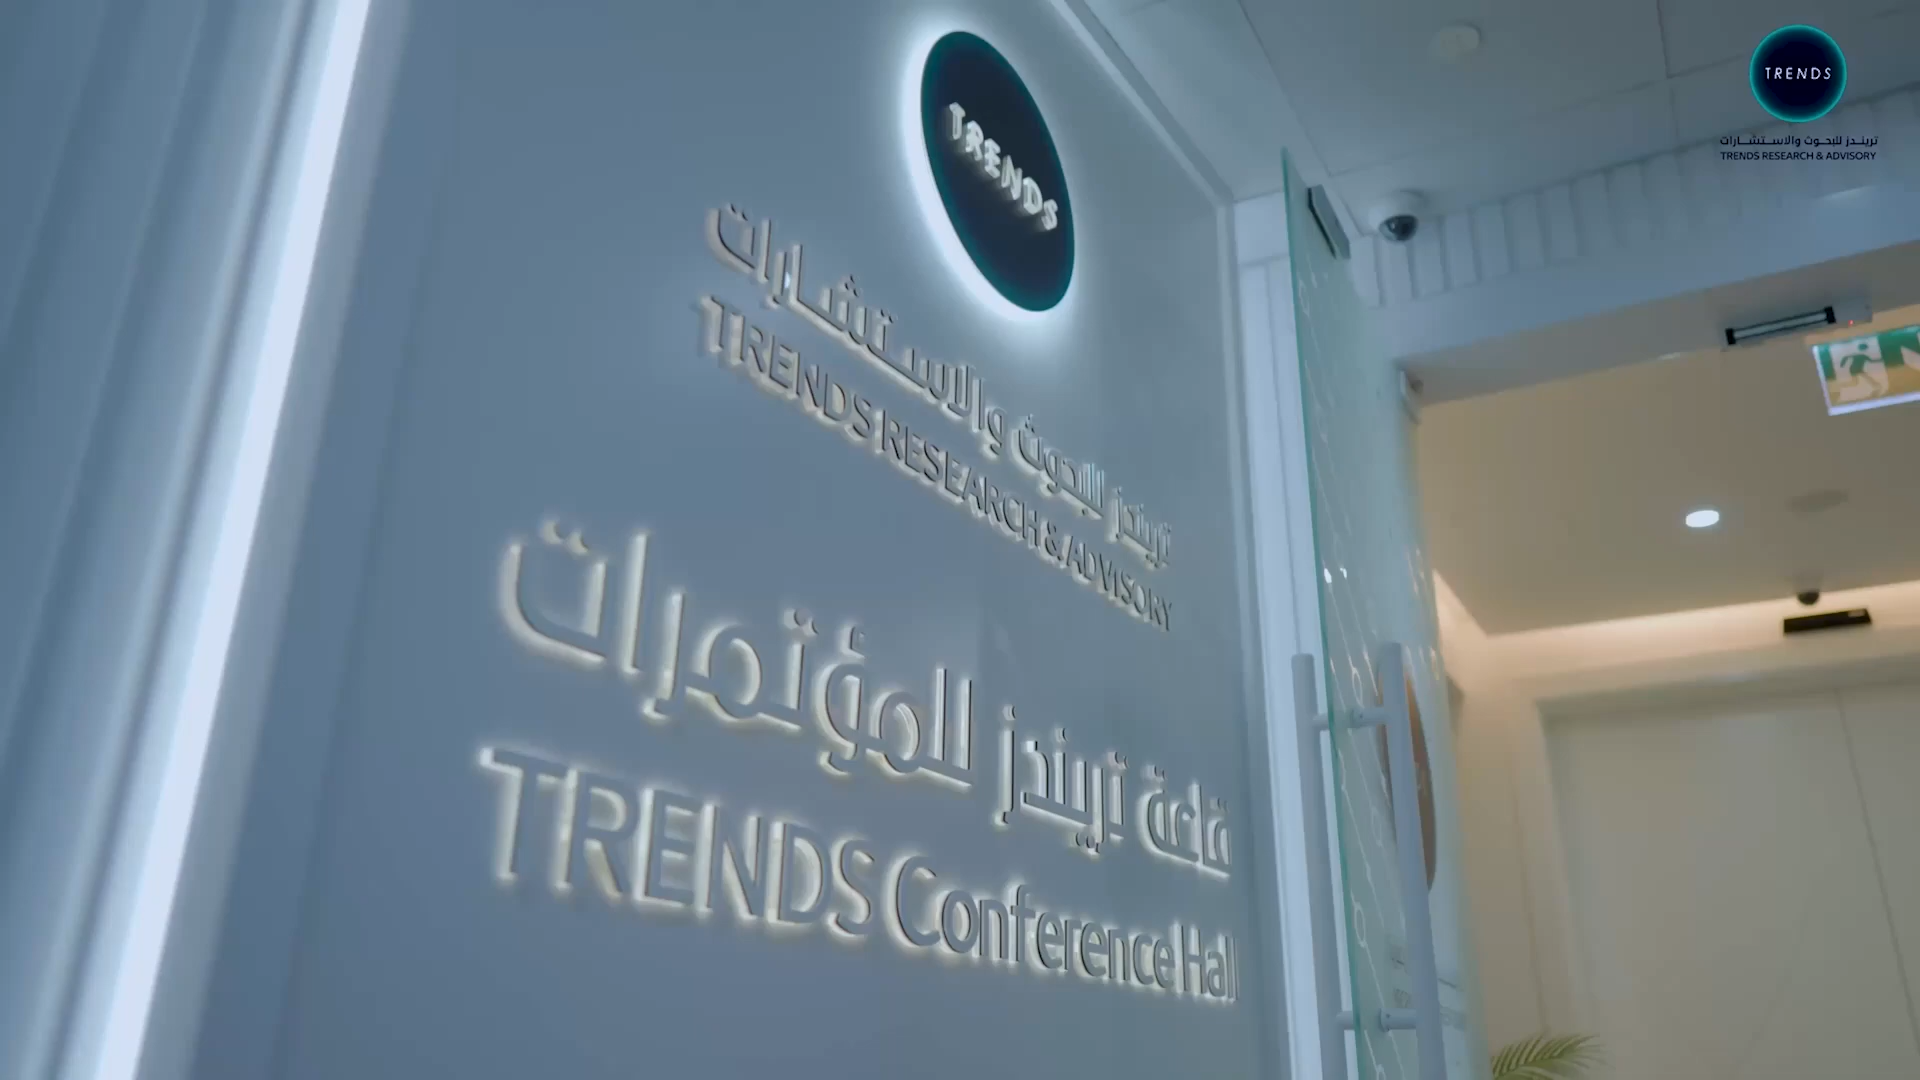 TRENDS
تريندز للبحوث والاستشارات
TRENDS RESEARCH & ADVISORY
قاعة تريندز للمؤتمرات
TRENDS Conference Hall
TRENDS
تريندز للبحوث والاستشارات
TRENDS RESEARCH & ADVISORY